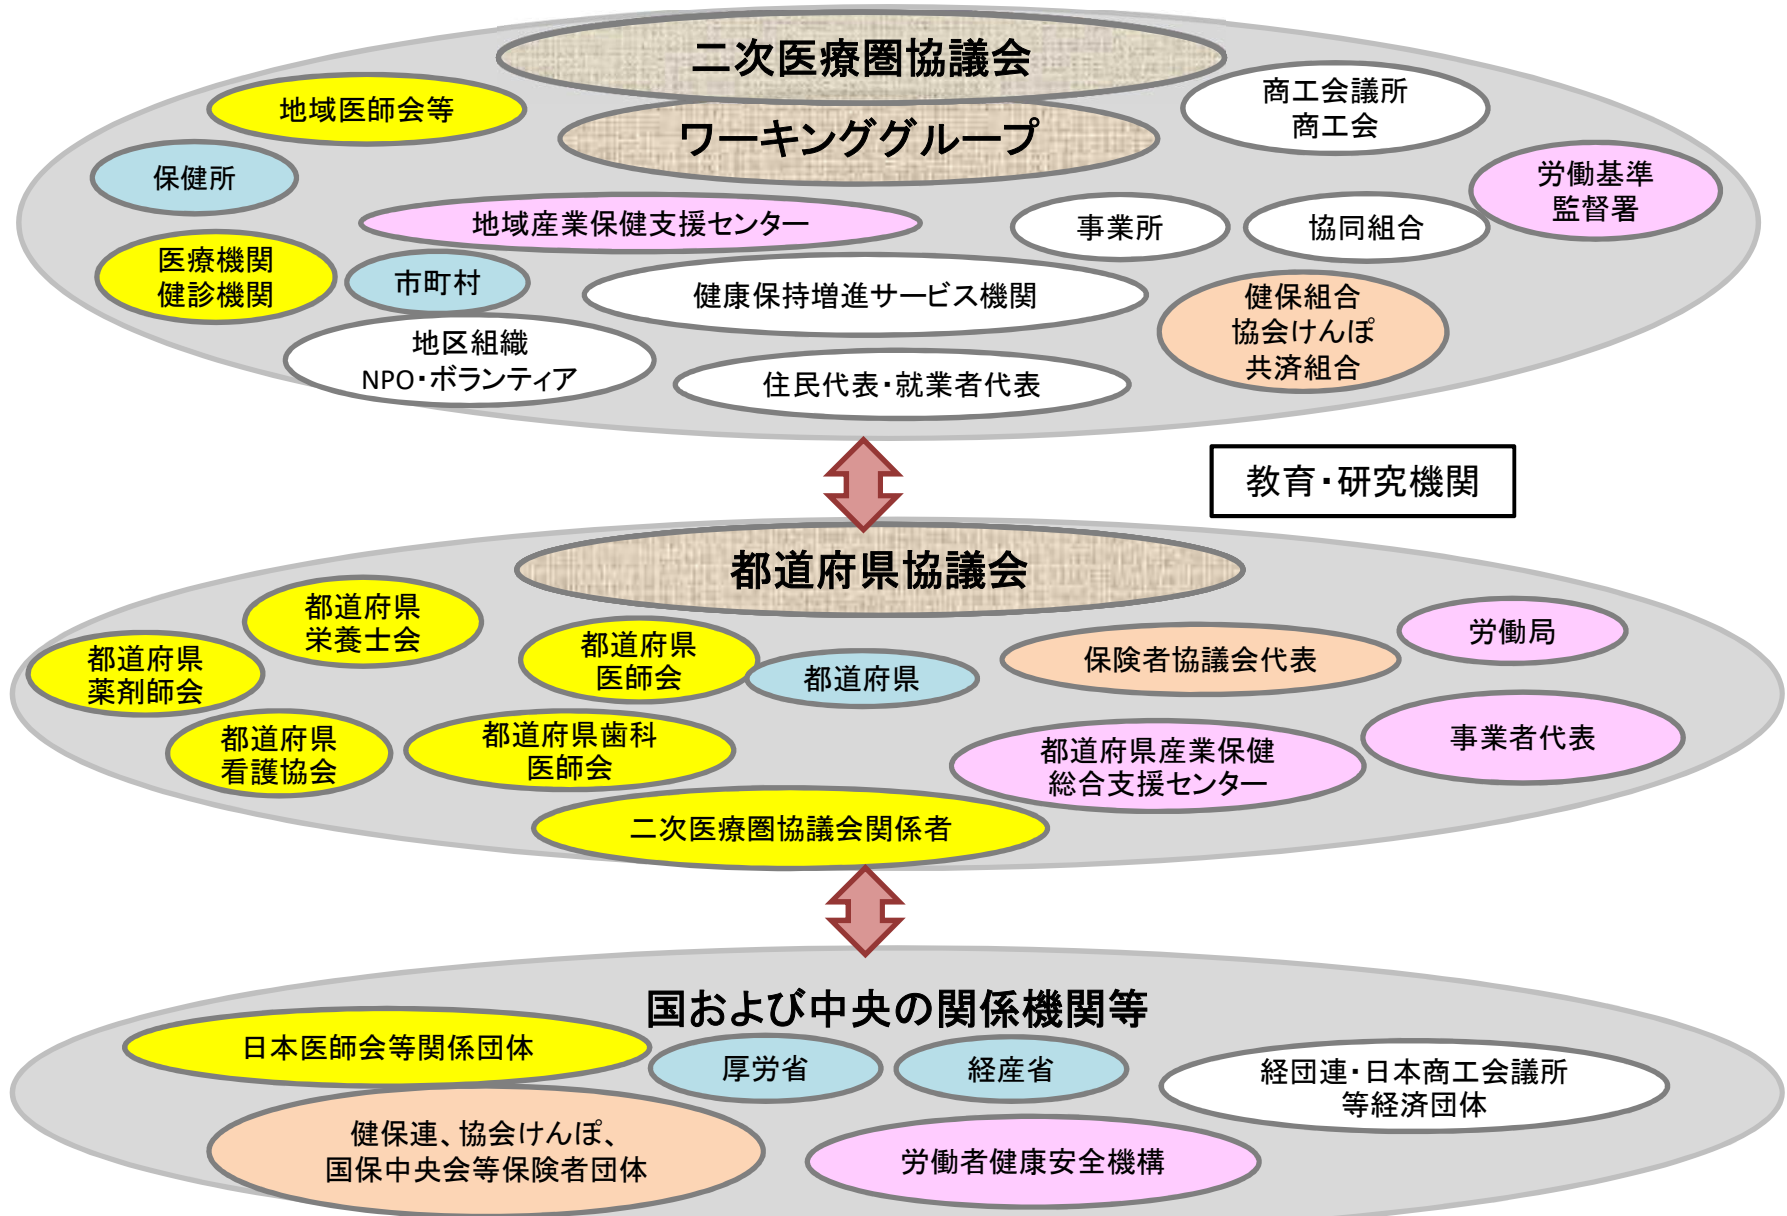 二次医療圏協議会
ワーキンググループ
地域医師会等
商工会議所
商工会
保健所
労働基準
監督署
地域産業保健支援センター
事業所
協同組合
医療機関
健診機関
市町村
健康保持増進サービス機関
健保組合
協会けんぽ
共済組合
地区組織
NPO・ボランティア
住民代表・就業者代表
教育・研究機関
都道府県協議会
都道府県
栄養士会
都道府県
薬剤師会
都道府県
医師会
都道府県
保険者協議会代表
労働局
都道府県
看護協会
都道府県歯科
医師会
都道府県産業保健
総合支援センター
事業者代表
二次医療圏協議会関係者
国および中央の関係機関等
日本医師会等関係団体
厚労省
経産省
経団連・日本商工会議所
等経済団体
健保連、協会けんぽ、
国保中央会等保険者団体
労働者健康安全機構